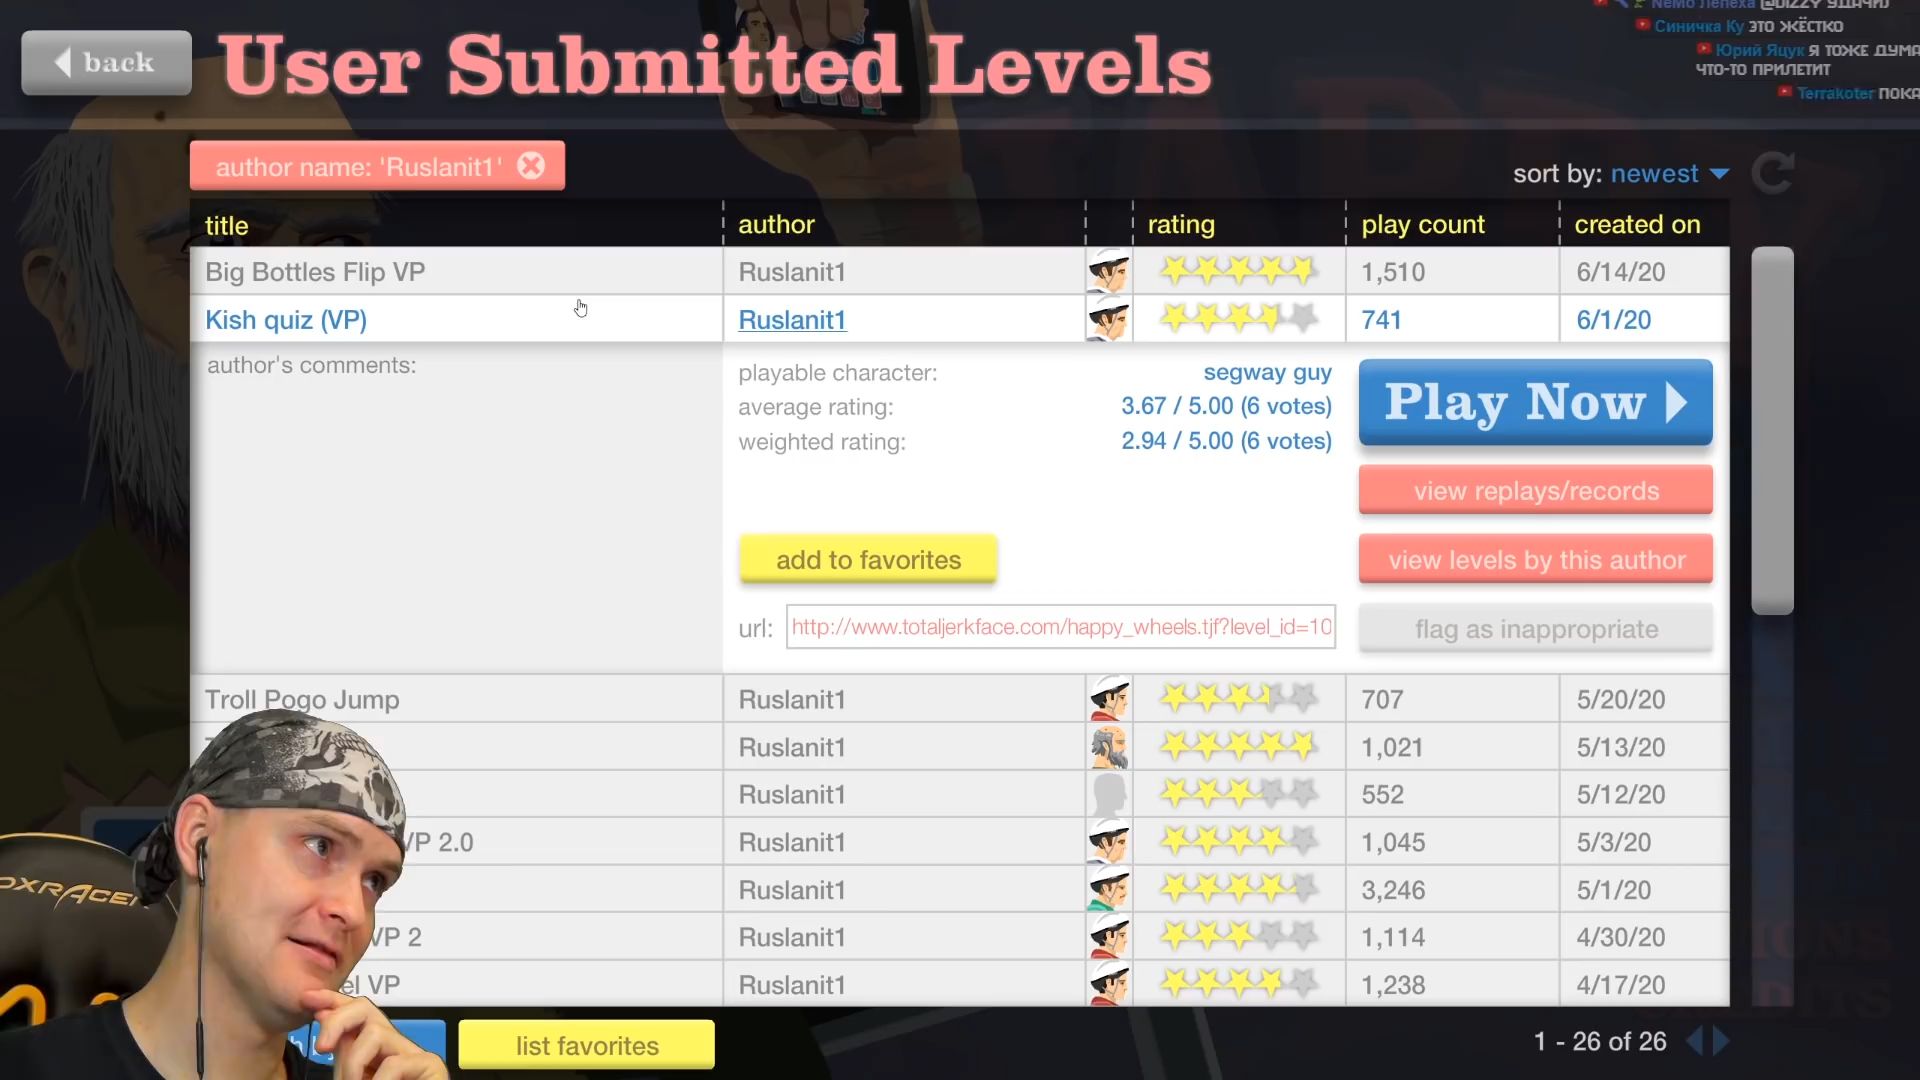 back
User Submitted Levels
NeMo Лепеха @DIZZY УДАЧИ)
Синичка Ку ЭТО ЖЁСТКО
Юрий Яцук Я ТОЖЕ ДУМА
ЧТО-ТО ПРИЛЕТИТ
Terrakoter ПОКА
author name: 'Ruslanit1'
sort by: newest
title author rating play count created on
Big Bottles Flip VP Ruslanit1 1,510 6/14/20
Kish quiz (VP) Ruslanit1 741 6/1/20
author's comments:
playable character: segway guy
average rating: 3.67 / 5.00 (6 votes)
weighted rating: 2.94 / 5.00 (6 votes)
Play Now
view replays/records
add to favorites
view levels by this author
url: http://www.totaljerkface.com/happy_wheels.tjf?level_id=10
flag as inappropriate
Troll Pogo Jump Ruslanit1 707 5/20/20
Ruslanit1 1,021 5/13/20
Ruslanit1 552 5/12/20
VP 2.0 Ruslanit1 1,045 5/3/20
Ruslanit1 3,246 5/1/20
VP 2 Ruslanit1 1,114 4/30/20
el VP Ruslanit1 1,238 4/17/20
list favorites
1 - 26 of 26